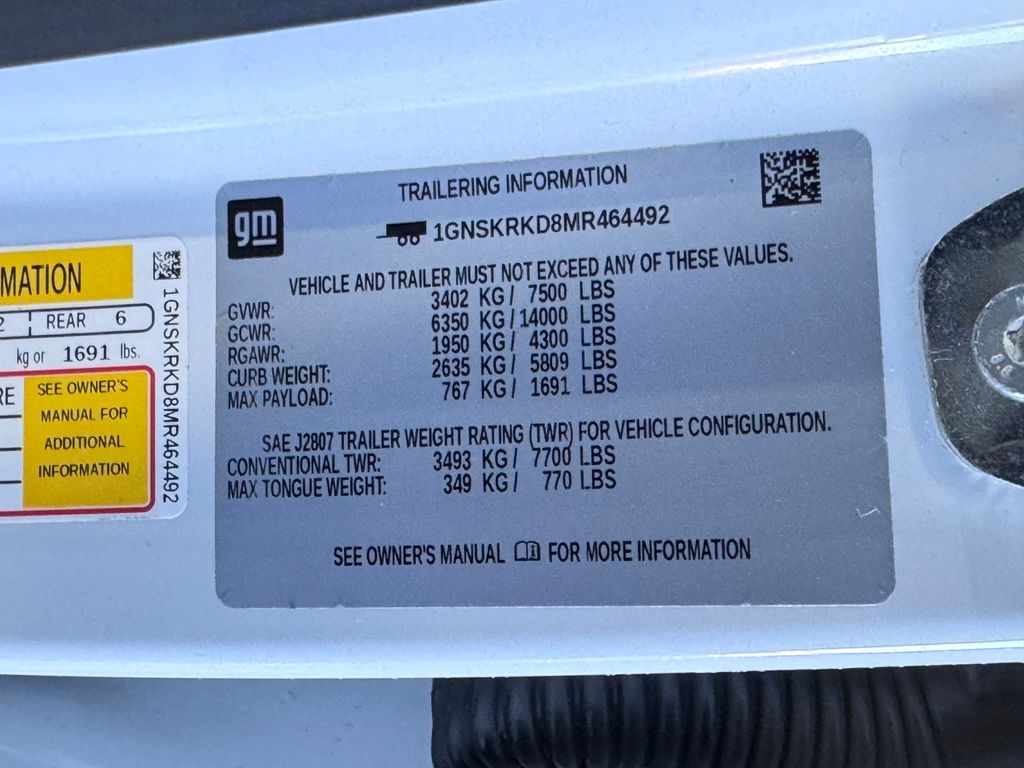 MATION
2 REAR 6
kg or 1691 lbs.
RE
SEE OWNER'S
MANUAL FOR
ADDITIONAL
INFORMATION
1GNSKRKD8MR464492
gm
TRAILERING INFORMATION
1GNSKRKD8MR464492
VEHICLE AND TRAILER MUST NOT EXCEED ANY OF THESE VALUES.
GVWR: 3402 KG/ 7500 LBS
GCWR: 6350 KG/14000 LBS
RGAWR: 1950 KG/ 4300 LBS
CURB WEIGHT: 2635 KG/ 5809 LBS
MAX PAYLOAD: 767 KG/ 1691 LBS
SAE J2807 TRAILER WEIGHT RATING (TWR) FOR VEHICLE CONFIGURATION.
CONVENTIONAL TWR: 3493 KG/ 7700 LBS
MAX TONGUE WEIGHT: 349 KG/ 770 LBS
SEE OWNER'S MANUAL FOR MORE INFORMATION